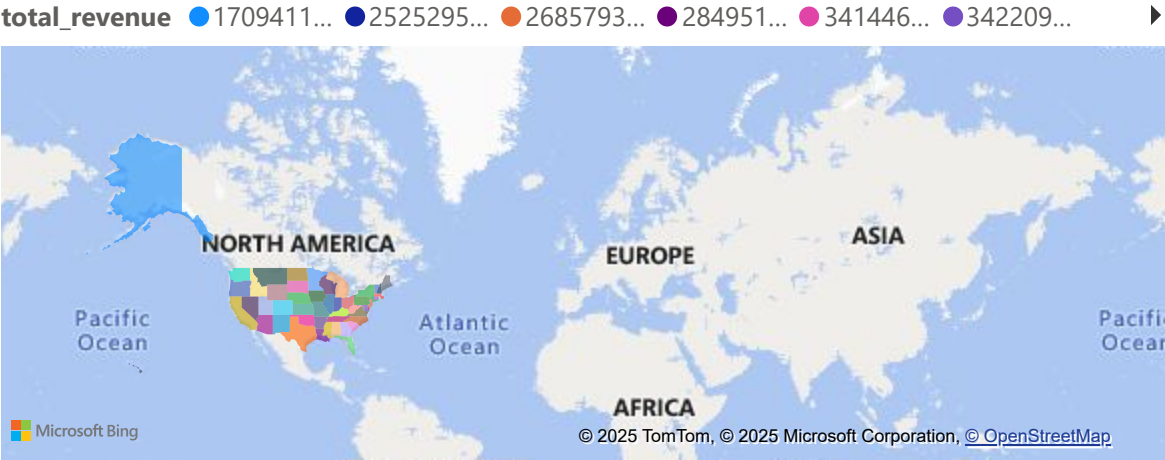 total_revenue 1709411... 2525295... 2685793... 284951... 341446... 342209...
NORTH AMERICA
EUROPE
ASIA
Pacific
Ocean
Atlantic
Ocean
Pacific
Ocean
AFRICA
Microsoft Bing
© 2025 TomTom, © 2025 Microsoft Corporation, © OpenStreetMap